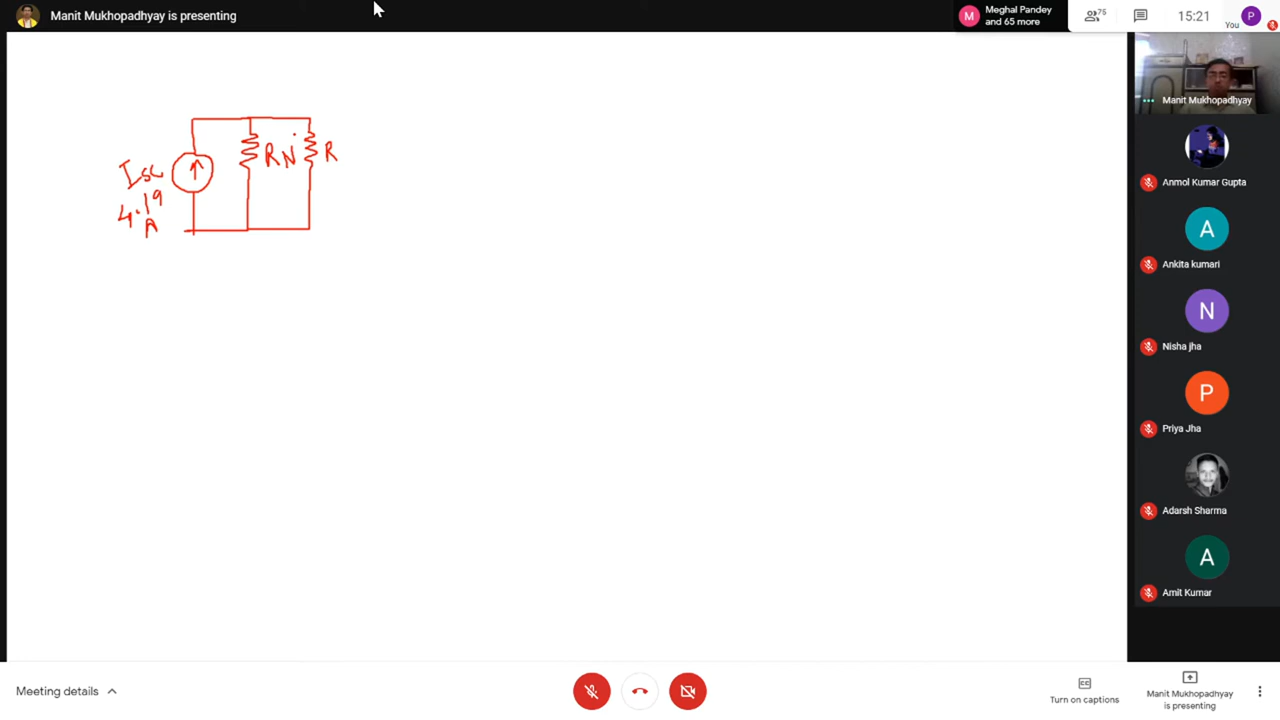 Manit Mukhopadhyay is presenting
M
Meghal Pandey
and 65 more
75
15:21
P
You
Manit Mukhopadhyay
Anmol Kumar Gupta
A
Ankita kumari
N
Nisha jha
P
Priya Jha
Adarsh Sharma
A
Amit Kumar
Isc
4.19
A
RN
R
Meeting details
CC
Turn on captions
Manit Mukhopadhyay
is presenting